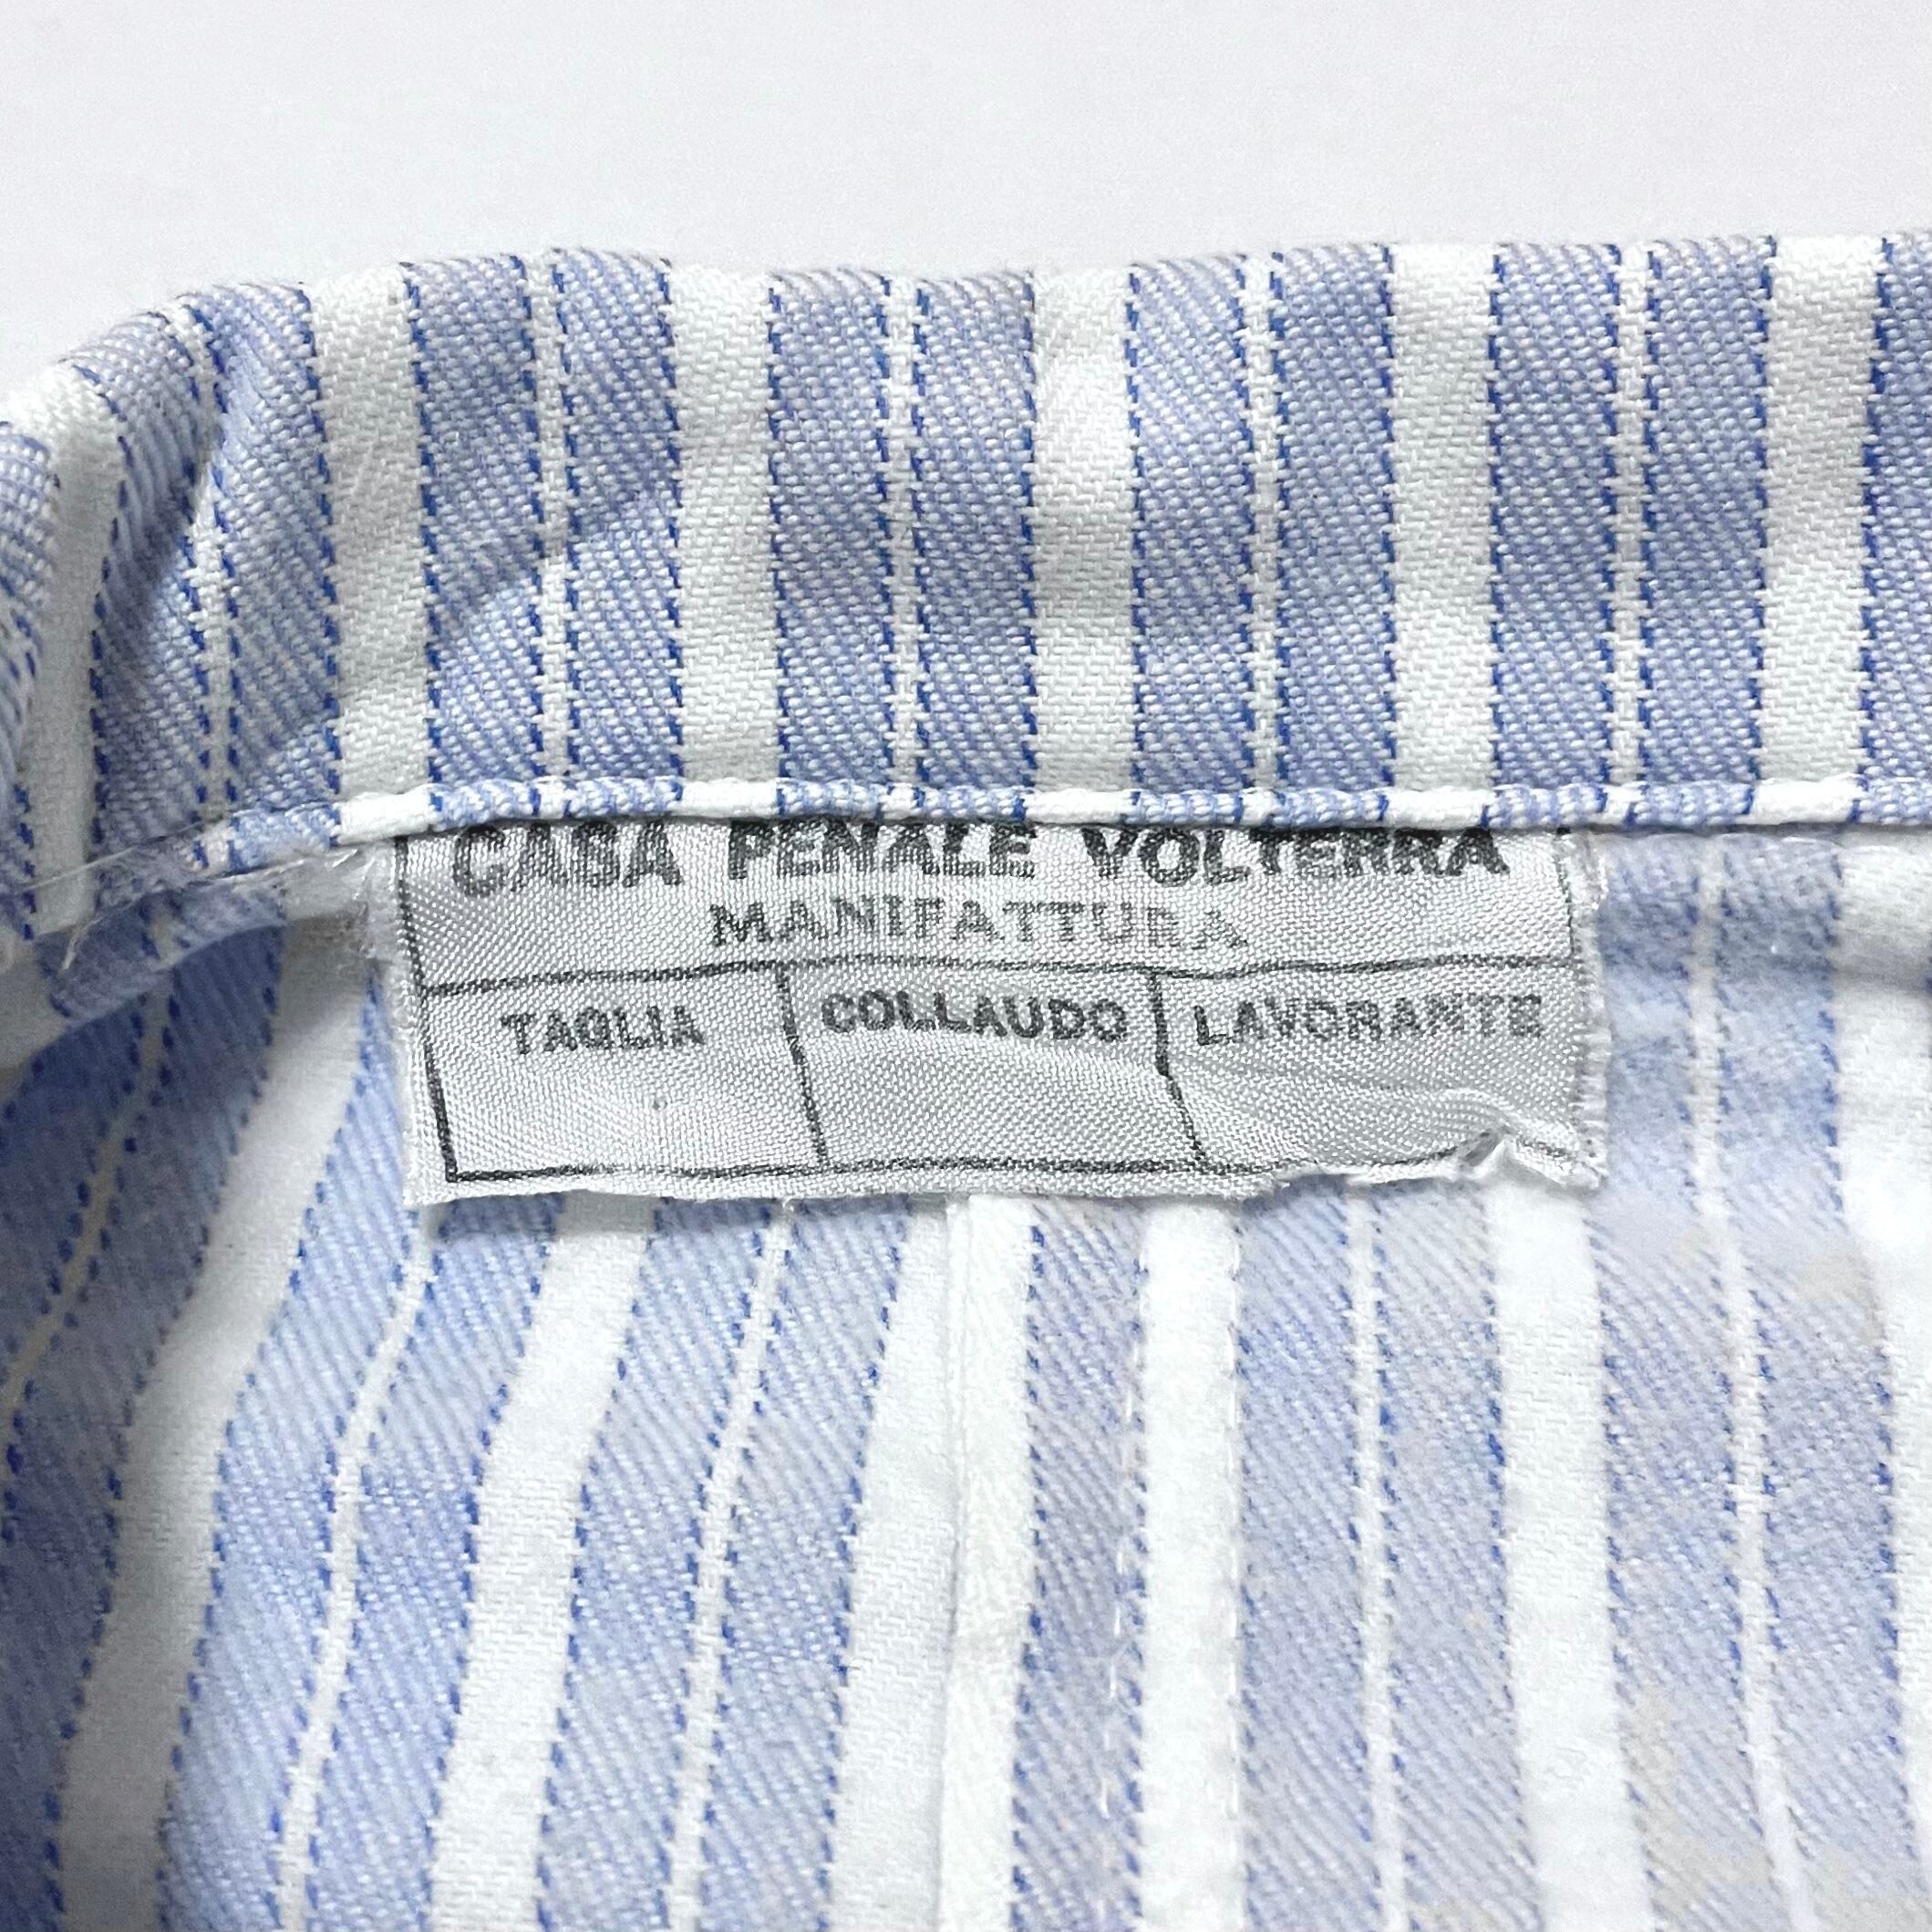 CASA PENALE VOLTERRA
MANIFATTURA
TAGLIA COLLAUDO LAVORANTE